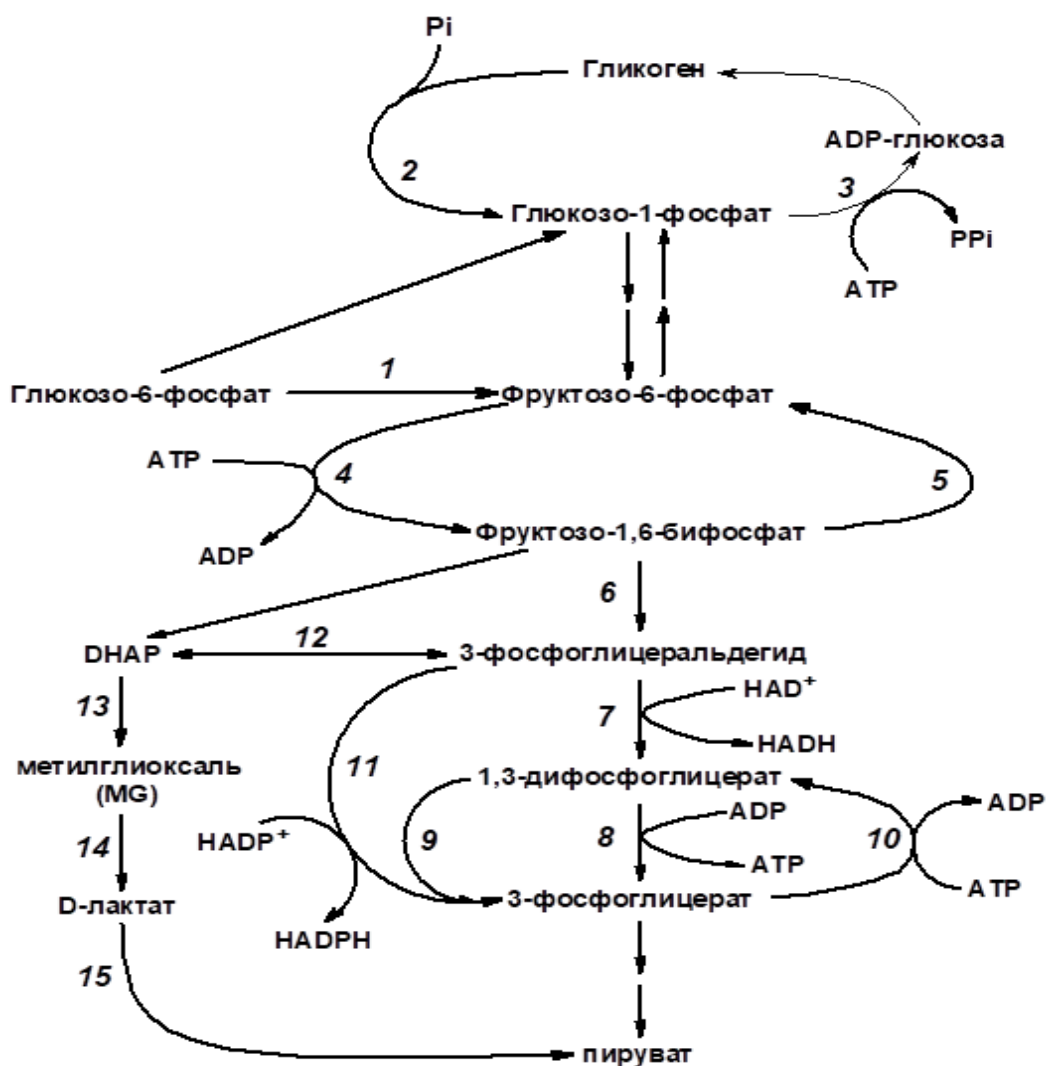 Pi
Гликоген
ADP-глюкоза
2
3
Глюкозо-1-фосфат
PPi
ATP
1
Глюкозо-6-фосфат
Фруктозо-6-фосфат
ATP
4
5
ADP
Фруктозо-1,6-бифосфат
6
12
DHAP
3-фосфоглицеральдегид
13
HAD⁺
7
HADH
метилглиоксаль
(MG)
11
1,3-дифосфоглицерат
ADP
ADP
HADP⁺
14
9
8
10
ATP
ATP
D-лактат
3-фосфоглицерат
HADPH
15
пируват